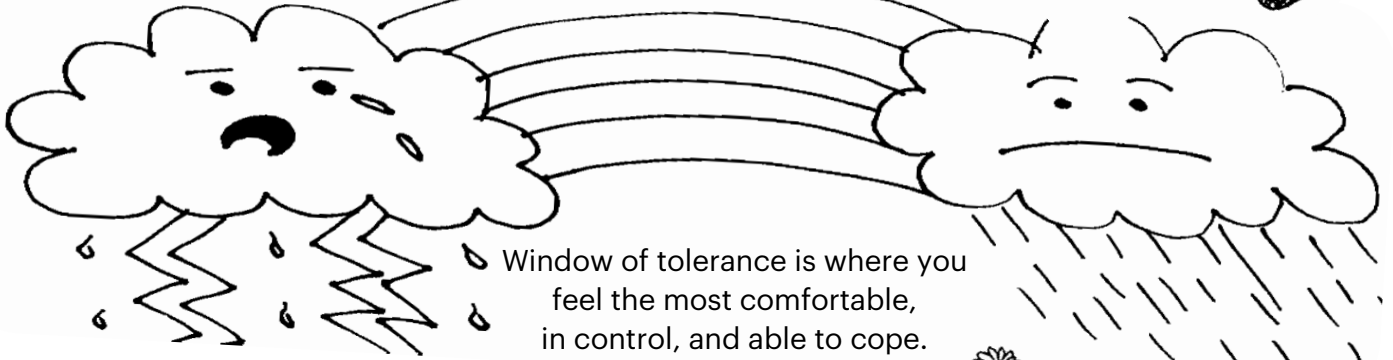 Window of tolerance is where you
feel the most comfortable,
in control, and able to cope.